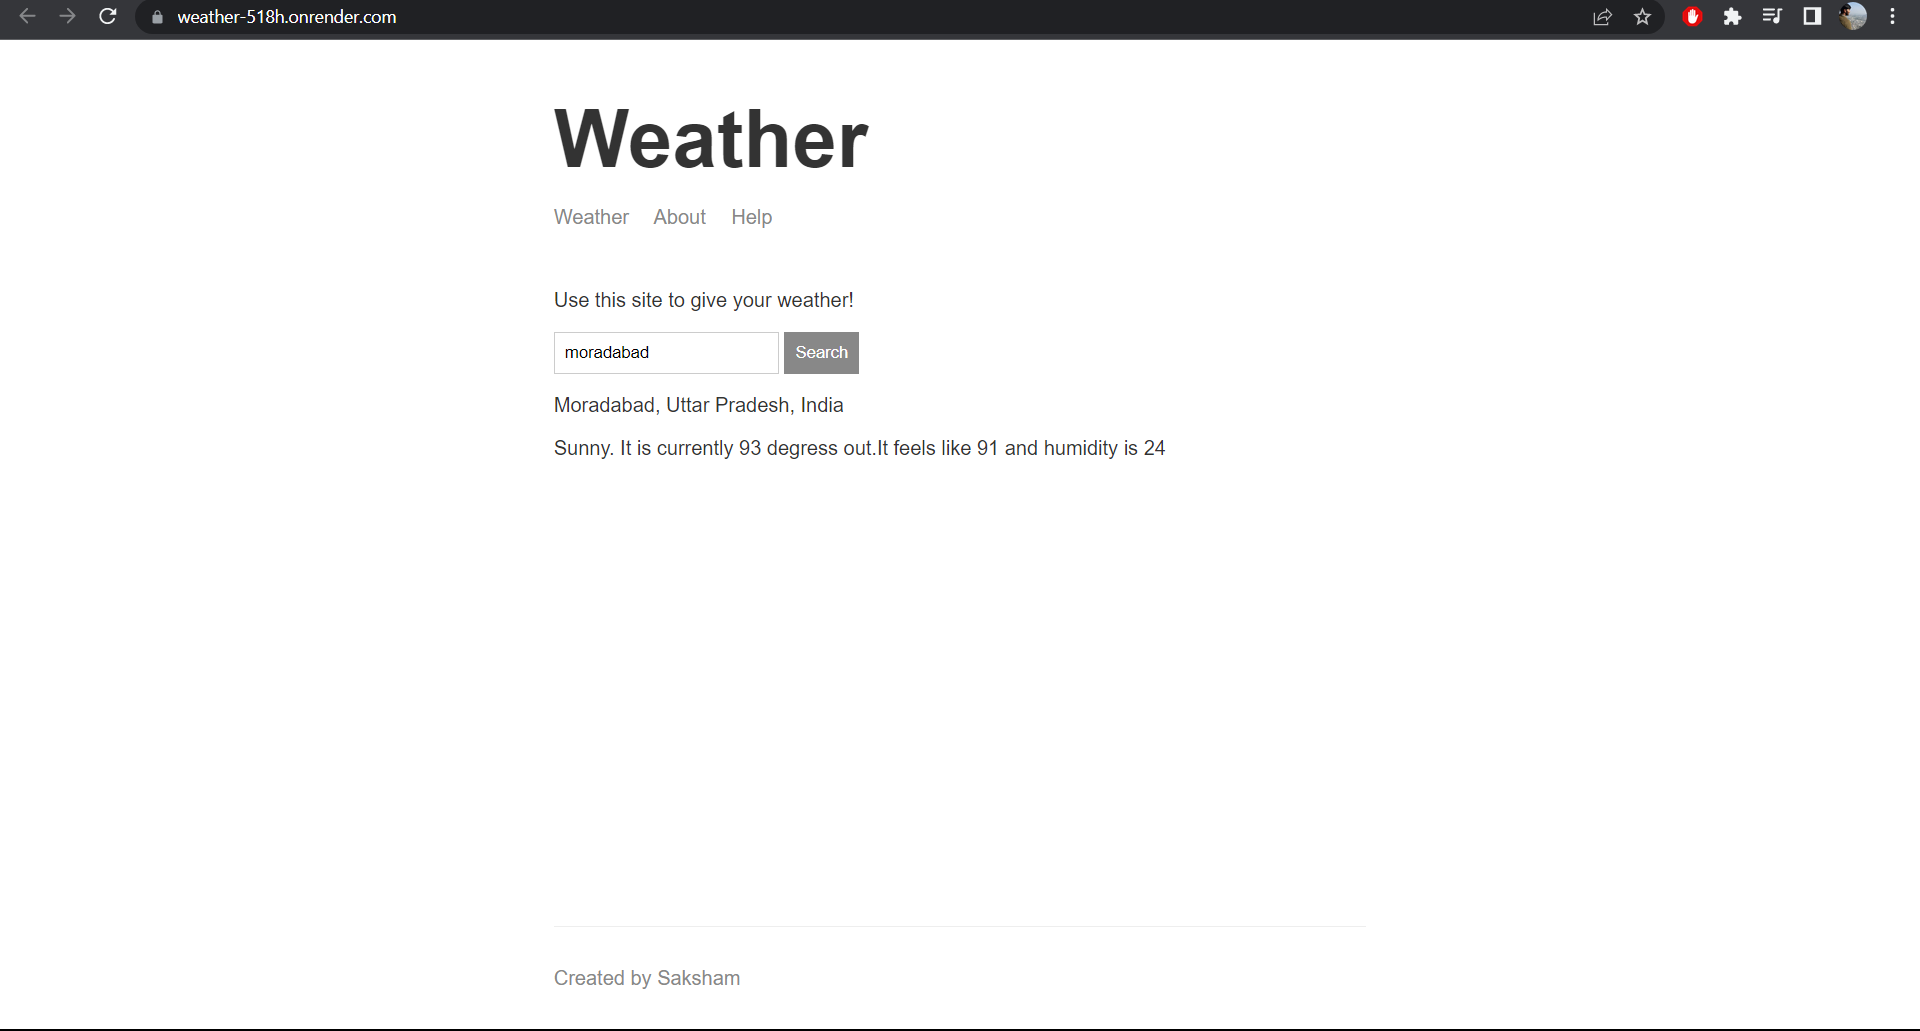 weather-518h.onrender.com
Weather
Weather About Help
Use this site to give your weather!
moradabad Search
Moradabad, Uttar Pradesh, India
Sunny. It is currently 93 degress out.It feels like 91 and humidity is 24
Created by Saksham